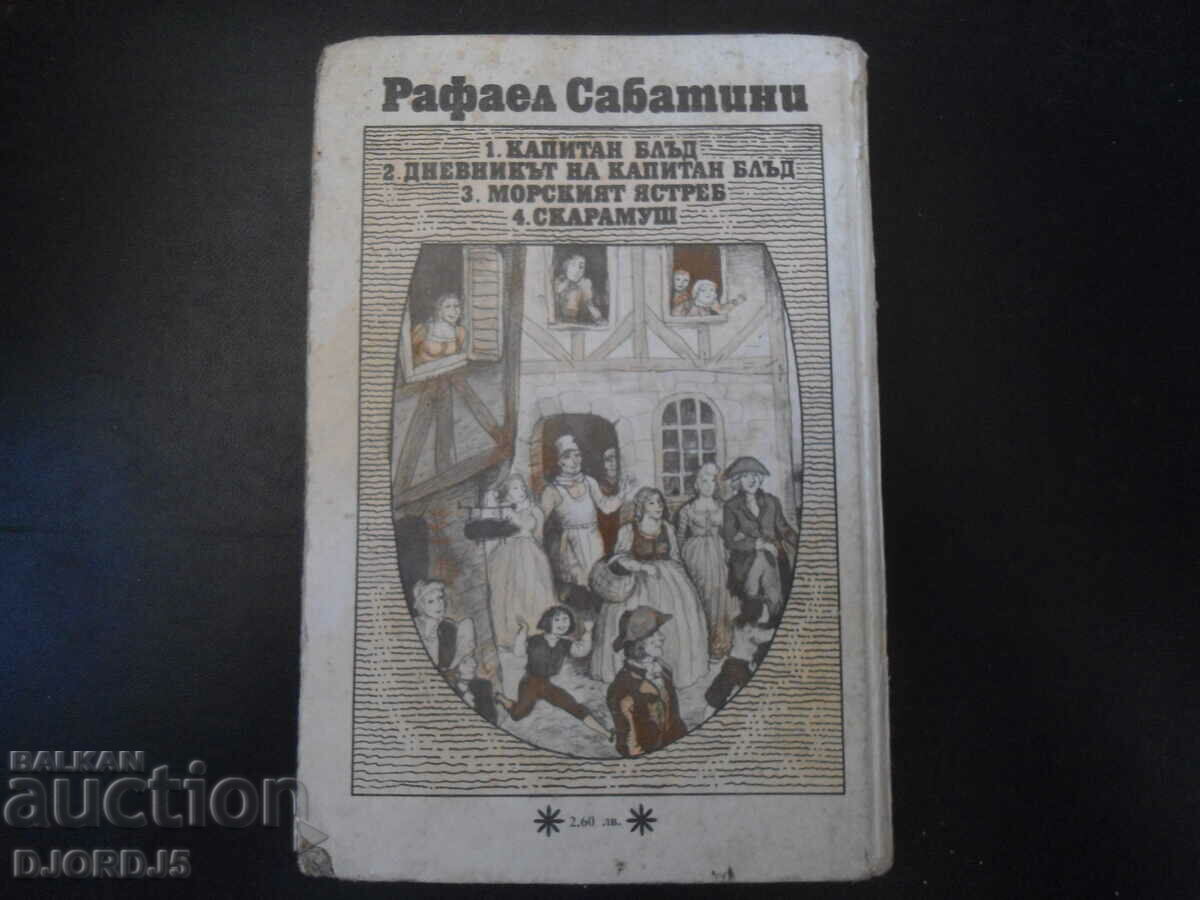 Рафаел Сабатини
1. КАПИТАН БЛЪД
2. ДНЕВНИКЪТ НА КАПИТАН БЛЪД
3. МОРСКИЯТ ЯСТРЕБ
4. СКАРАМУШ
2.60 лв.
BALKAN
auction
DJORDJ5